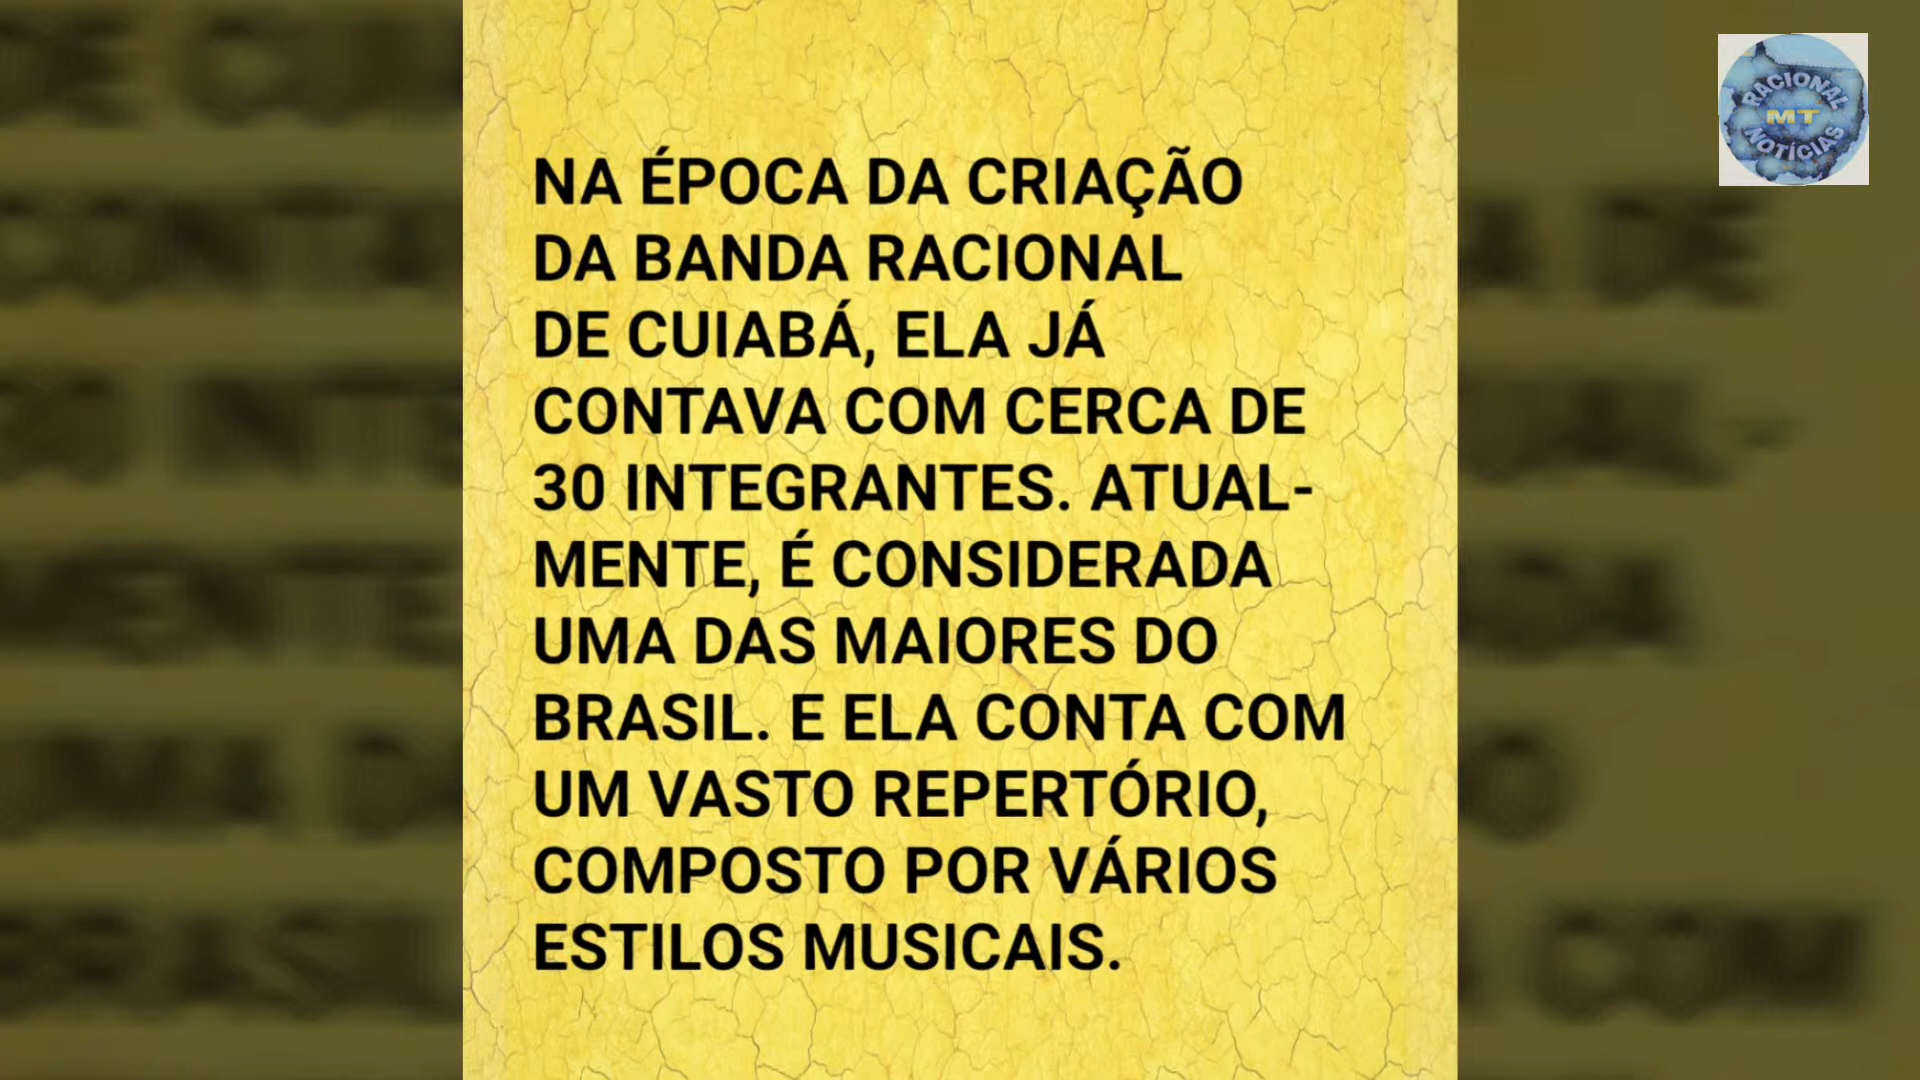 RACIONAL
MT
NOTÍCIAS
NA ÉPOCA DA CRIAÇÃO
DA BANDA RACIONAL
DE CUIABÁ, ELA JÁ
CONTAVA COM CERCA DE
30 INTEGRANTES. ATUAL-
MENTE, É CONSIDERADA
UMA DAS MAIORES DO
BRASIL. E ELA CONTA COM
UM VASTO REPERTÓRIO,
COMPOSTO POR VÁRIOS
ESTILOS MUSICAIS.